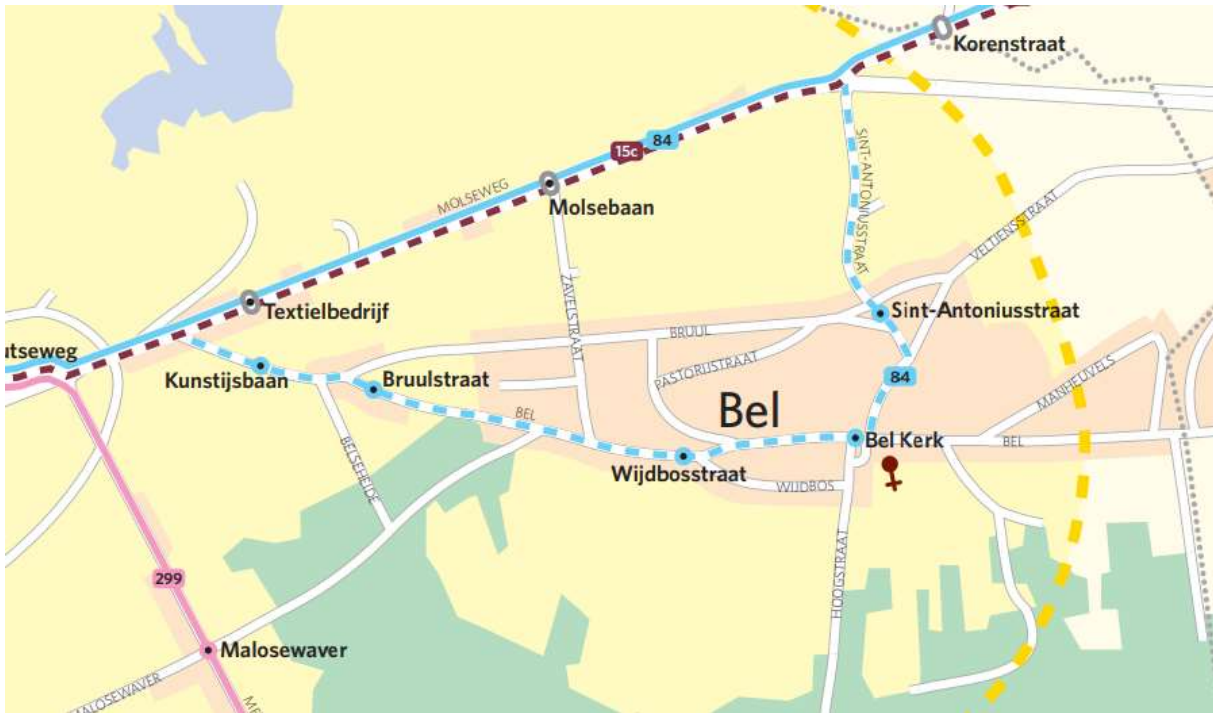 Korenstraat
84
15c
SINT-ANTONIUSSTRAAT
MOLSEWEG
Molsebaan
VELTJENSSTRAAT
Textielbedrijf
ZAVELSTRAAT
Sint-Antoniusstraat
BRUUL
utseweg
Kunstijsbaan
Bruulstraat
PASTORIJSTRAAT
84
MANHEUVELS
BEL
Bel
Bel Kerk
BEL
BELSEHEIDE
Wijdbosstraat
WIJDBOS
HOOGSTRAAT
299
Malosewaver
MALOSEWAVER